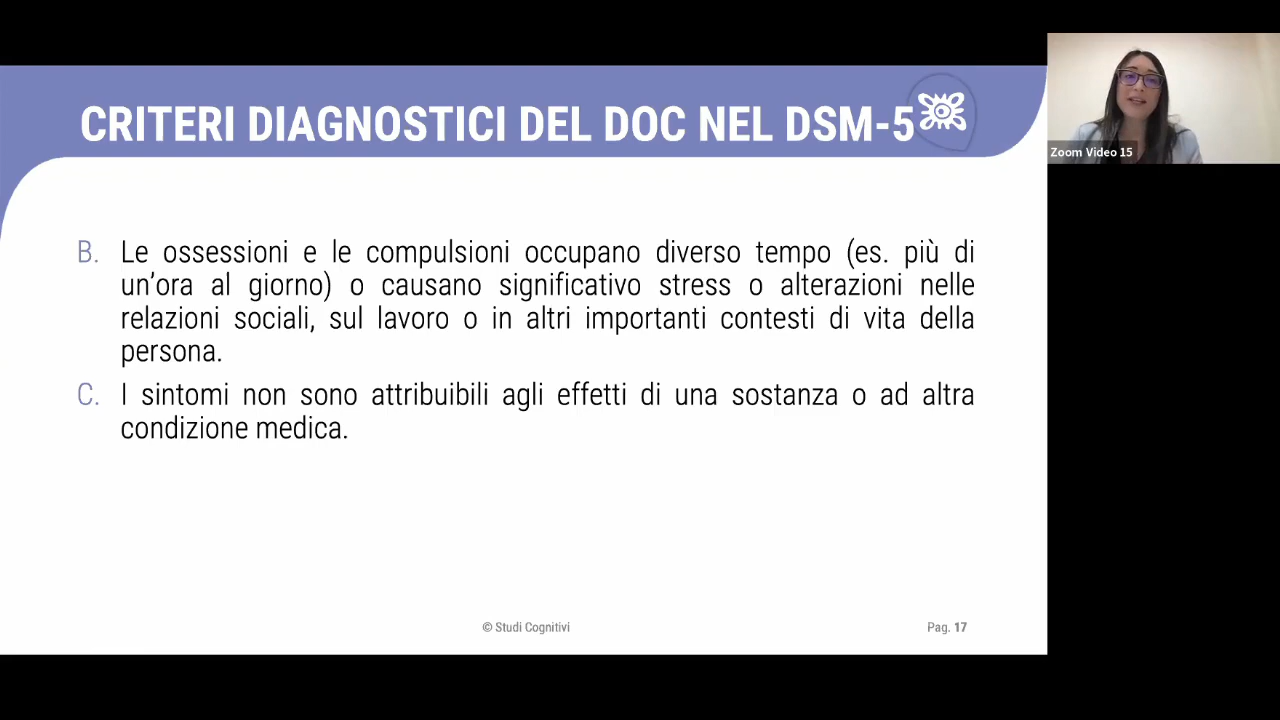 CRITERI DIAGNOSTICI DEL DOC NEL DSM-5
Zoom Video 15
B. Le ossessioni e le compulsioni occupano diverso tempo (es. più di
un’ora al giorno) o causano significativo stress o alterazioni nelle
relazioni sociali, sul lavoro o in altri importanti contesti di vita della
persona.
C. I sintomi non sono attribuibili agli effetti di una sostanza o ad altra
condizione medica.
© Studi Cognitivi
Pag. 17